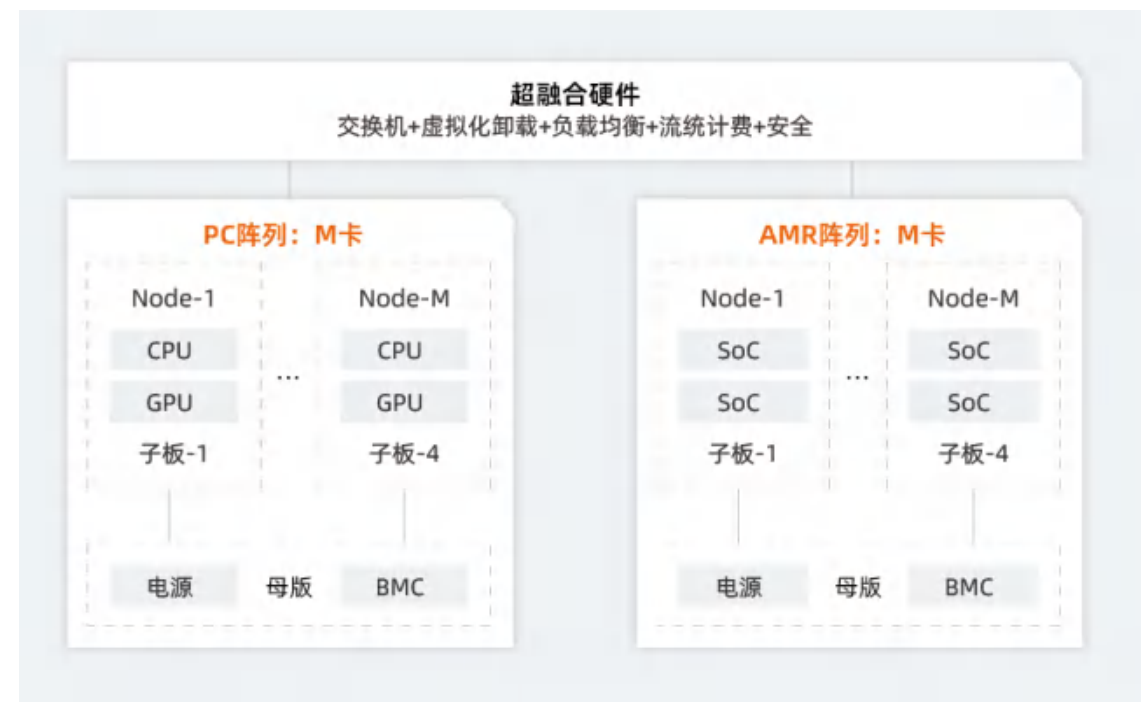 超融合硬件
交换机+虚拟化卸载+负载均衡+流统计费+安全
PC阵列：M卡
Node-1
Node-M
CPU
CPU
...
GPU
GPU
子板-1
子板-4
电源
母版
BMC
AMR阵列：M卡
Node-1
Node-M
SoC
SoC
...
SoC
SoC
子板-1
子板-4
电源
母版
BMC